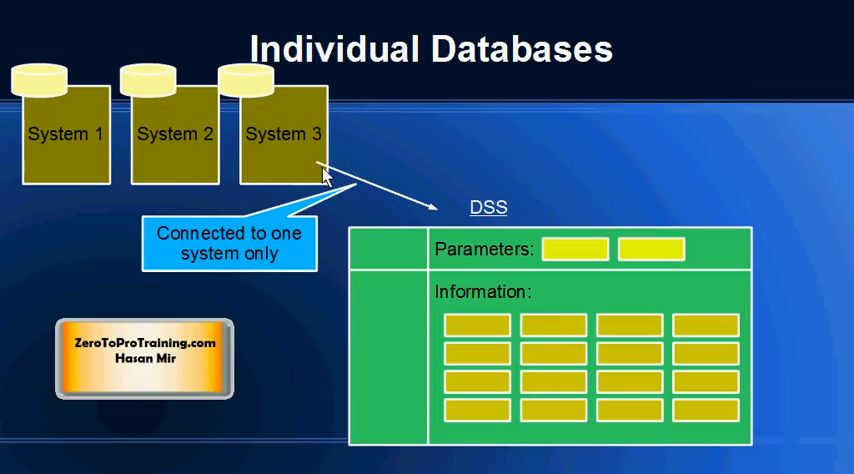 Individual Databases
System 1
System 2
System 3
DSS
Connected to one
system only
Parameters:
Information:
ZeroToProTraining.com
Hasan Mir